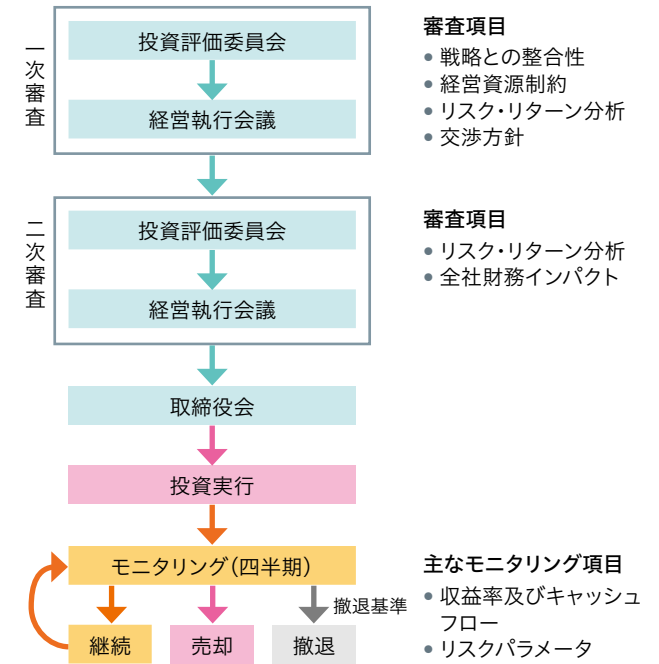 一次審査
投資評価委員会
経営執行会議
審査項目
• 戦略との整合性
• 経営資源制約
• リスク・リターン分析
• 交渉方針
二次審査
投資評価委員会
経営執行会議
審査項目
• リスク・リターン分析
• 全社財務インパクト
取締役会
投資実行
モニタリング(四半期)
撤退基準
継続
売却
撤退
主なモニタリング項目
• 収益率及びキャッシュ
フロー
• リスクパラメータ